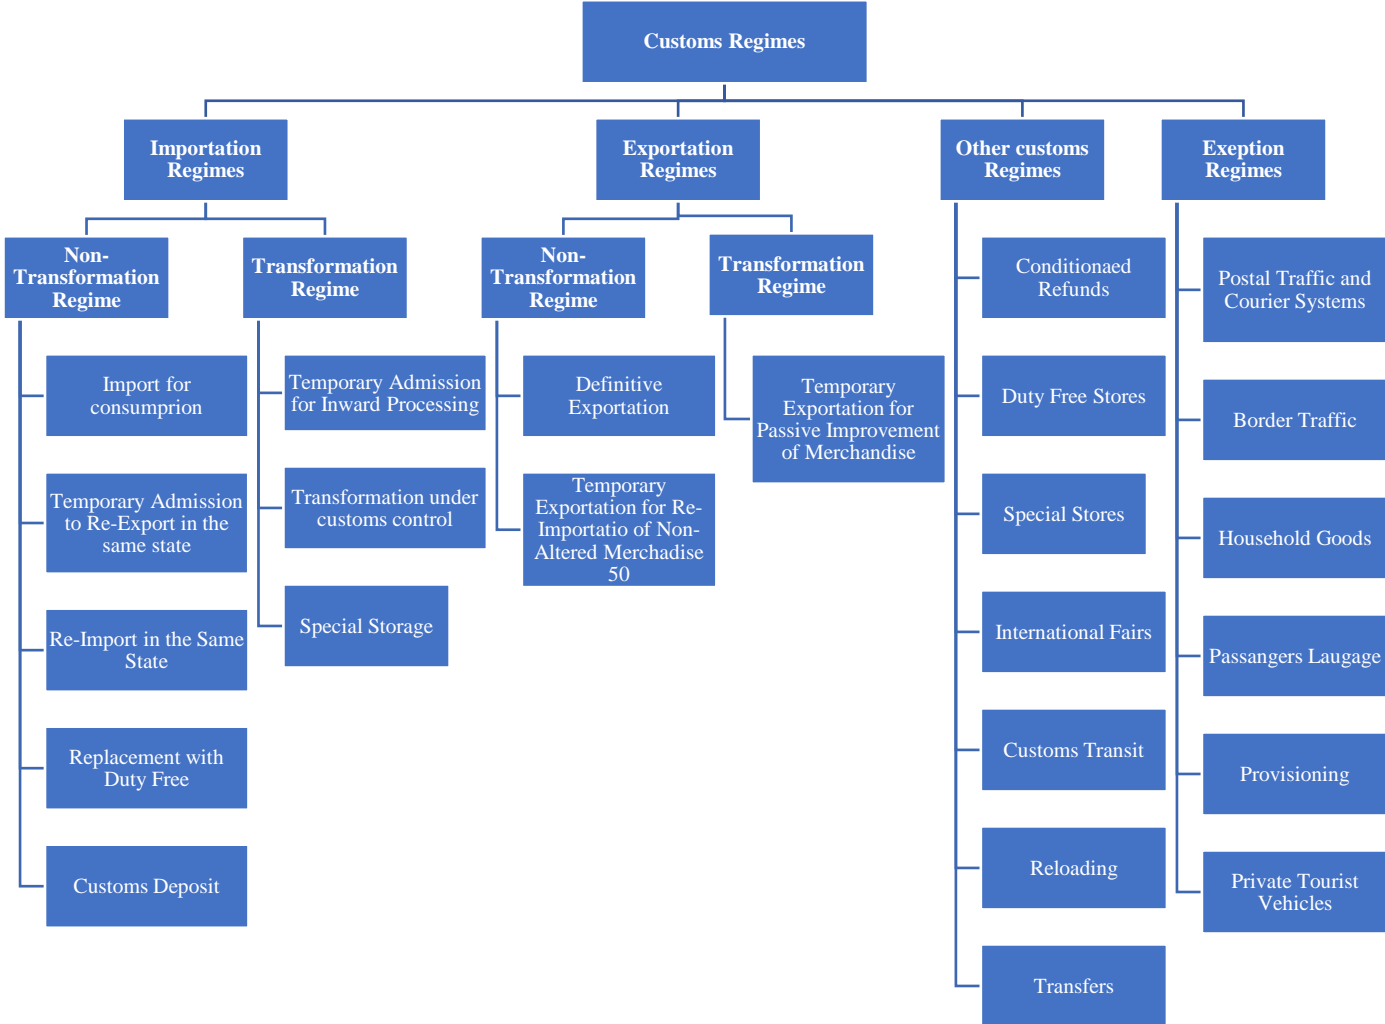 Customs Regimes
Importation
Regimes
Exportation
Regimes
Other customs
Regimes
Exeption
Regimes
Non-
Transformation
Regime
Transformation
Regime
Non-
Transformation
Regime
Transformation
Regime
Import for
consumprion
Temporary Admission
to Re-Export in the
same state
Re-Import in the Same
State
Replacement with
Duty Free
Customs Deposit
Temporary Admission
for Inward Processing
Transformation under
customs control
Special Storage
Definitive
Exportation
Temporary
Exportation for Re-
Importatio of Non-
Altered Merchadise
50
Temporary
Exportation for
Passive Improvement
of Merchandise
Conditionaed
Refunds
Duty Free Stores
Special Stores
International Fairs
Customs Transit
Reloading
Transfers
Postal Traffic and
Courier Systems
Border Traffic
Household Goods
Passangers Laugage
Provisioning
Private Tourist
Vehicles